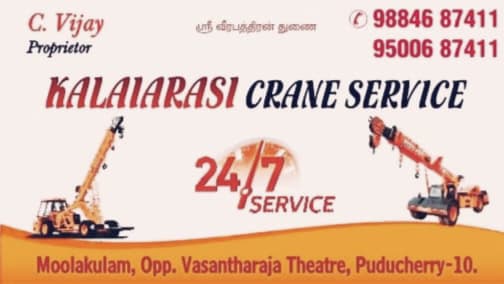 C. Vijay
Proprietor
ஸ்ரீ வீரபத்திரன் துணை
✆ 98846 87411
95006 87411
KALAIARASI CRANE SERVICE
24/7
SERVICE
Moolakulam, Opp. Vasantharaja Theatre, Puducherry-10.